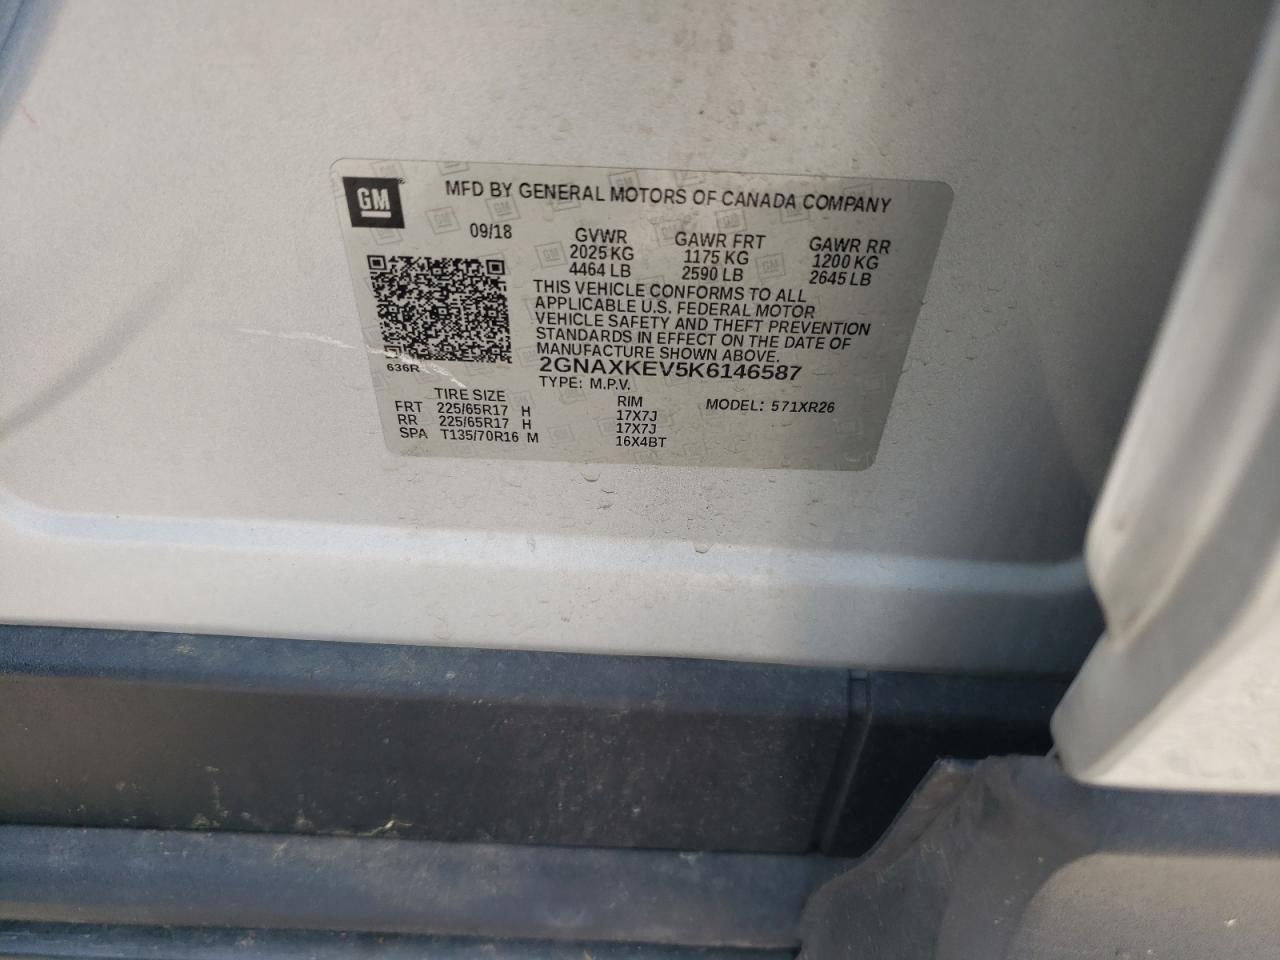 GM
MFD BY GENERAL MOTORS OF CANADA COMPANY
09/18 GVWR GAWR FRT GAWR RR
2025 KG 1175 KG 1200 KG
4464 LB 2590 LB 2645 LB
THIS VEHICLE CONFORMS TO ALL
APPLICABLE U.S. FEDERAL MOTOR
VEHICLE SAFETY AND THEFT PREVENTION
STANDARDS IN EFFECT ON THE DATE OF
MANUFACTURE SHOWN ABOVE.
636R 2GNAXKEV5K6146587
TYPE: M.P.V.
TIRE SIZE RIM MODEL: 571XR26
FRT 225/65R17 H 17X7J
RR 225/65R17 H 17X7J
SPA T135/70R16 M 16X4BT